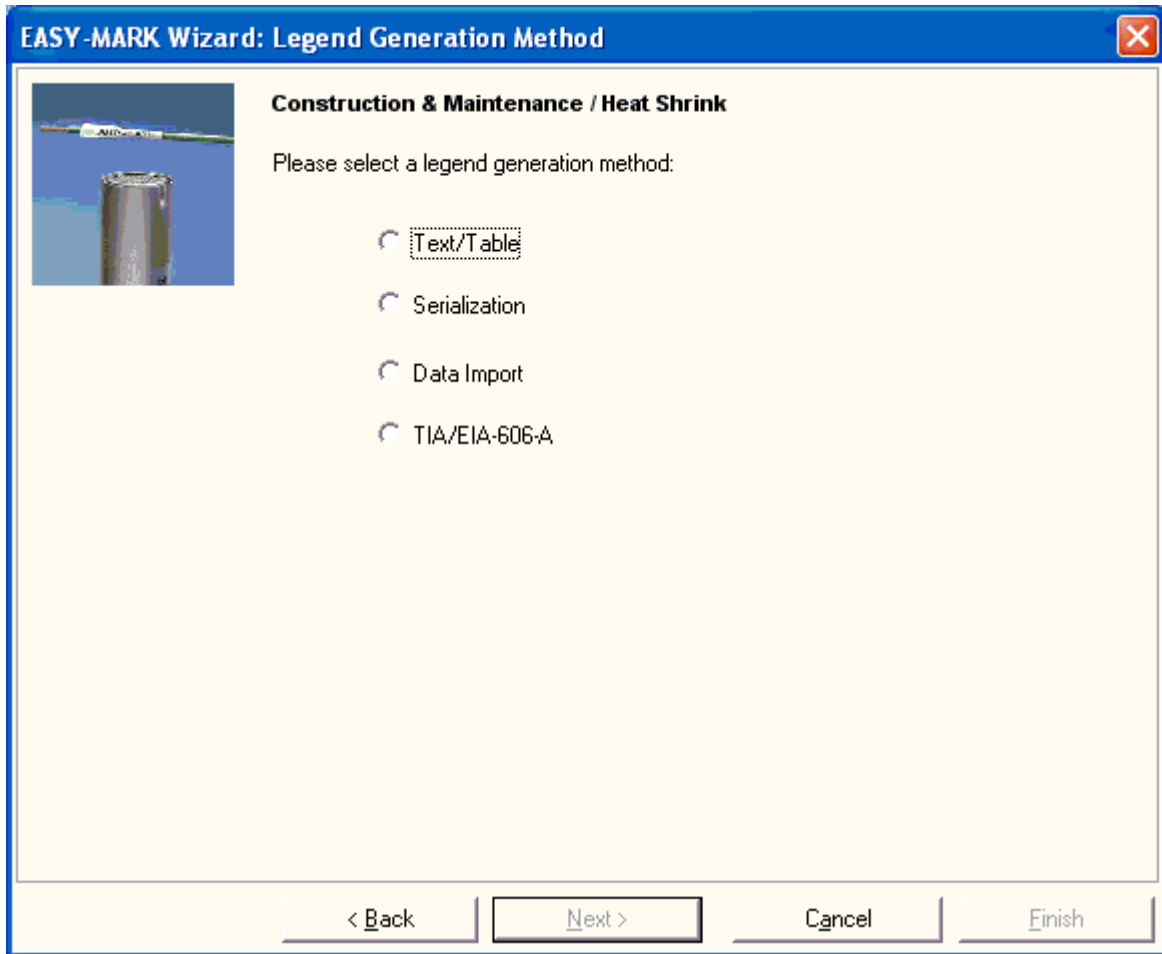 EASY-MARK Wizard: Legend Generation Method
Construction & Maintenance / Heat Shrink
Please select a legend generation method:
Text/Table
Serialization
Data Import
TIA/EIA-606-A
< Back Next > Cancel Finish